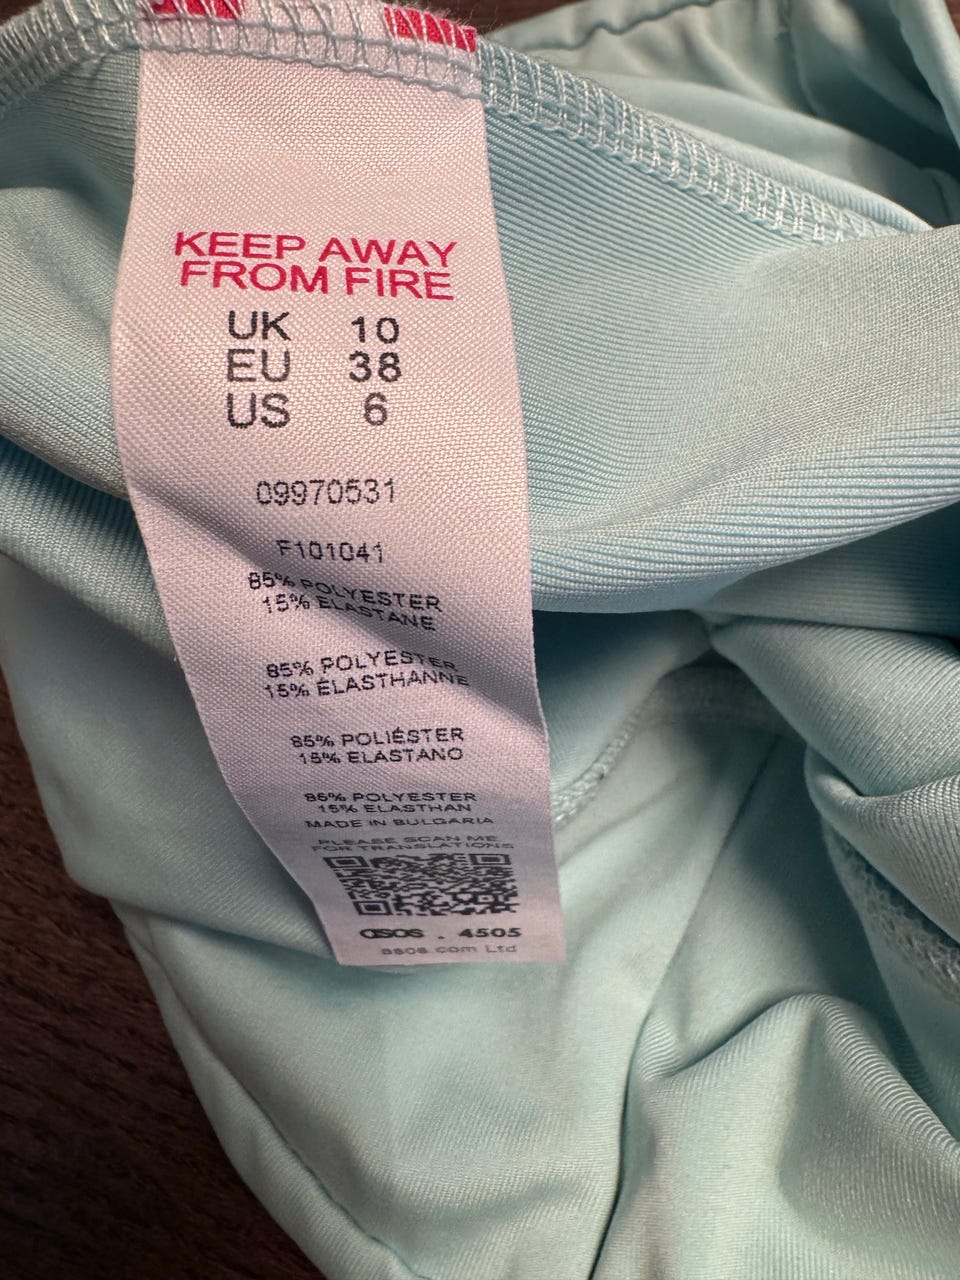 KEEP AWAY
FROM FIRE
UK 10
EU 38
US 6
09970531
F101041
85% POLYESTER
15% ELASTANE
85% POLYESTER
15% ÉLASTHANNE
85% POLIÉSTER
15% ELASTANO
85% POLYESTER
15% ELASTHAN
MADE IN BULGARIA
PLEASE SCAN ME
FOR TRANSLATIONS
asos . 4505
asos.com Ltd